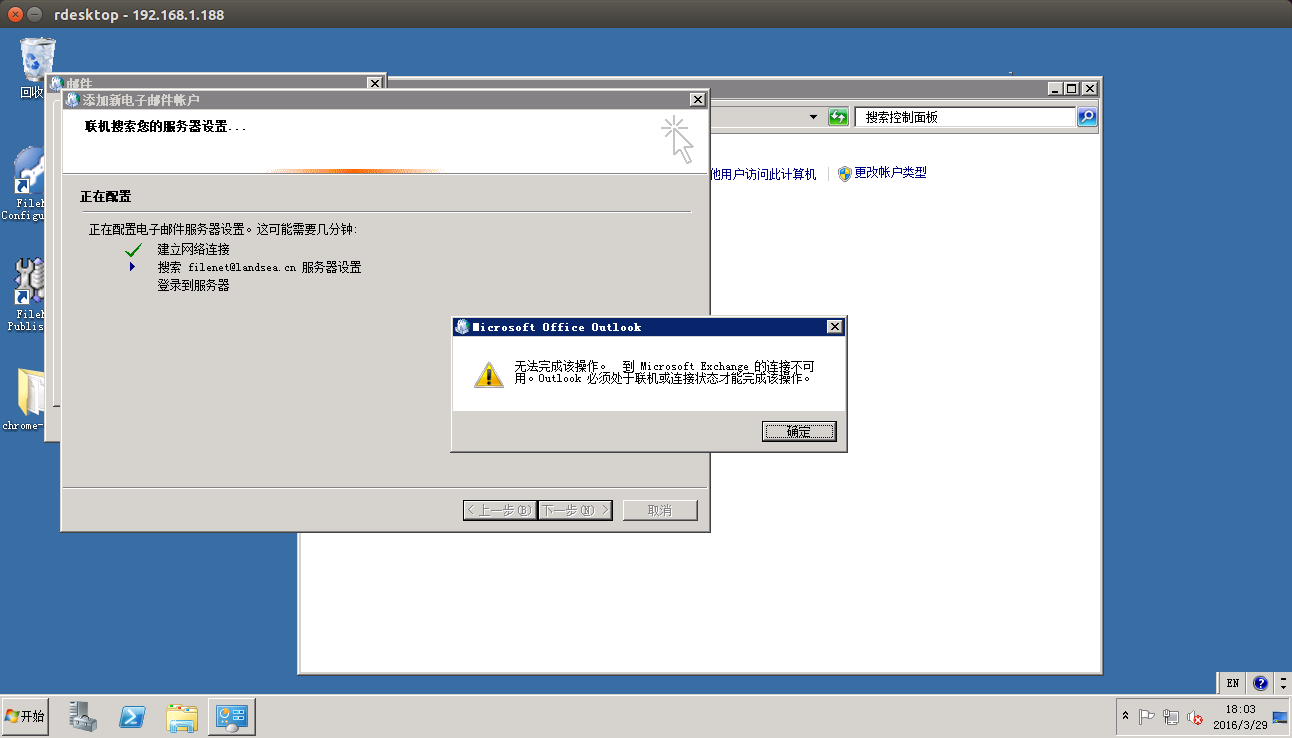 rdesktop - 192.168.1.188
回收
邮件
添加新电子邮件帐户
联机搜索您的服务器设置...
搜索控制面板
他用户访问此计算机
更改帐户类型
正在配置
正在配置电子邮件服务器设置。这可能需要几分钟:
建立网络连接
搜索 filenet@landsea.cn 服务器设置
登录到服务器
FileN
Configu
FileN
Publis
chrome-
Microsoft Office Outlook
无法完成该操作。 到 Microsoft Exchange 的连接不可
用。Outlook 必须处于联机或连接状态才能完成该操作。
确定
< 上一步(B)
下一步(N) >
取消
EN
开始
18:03
2016/3/29